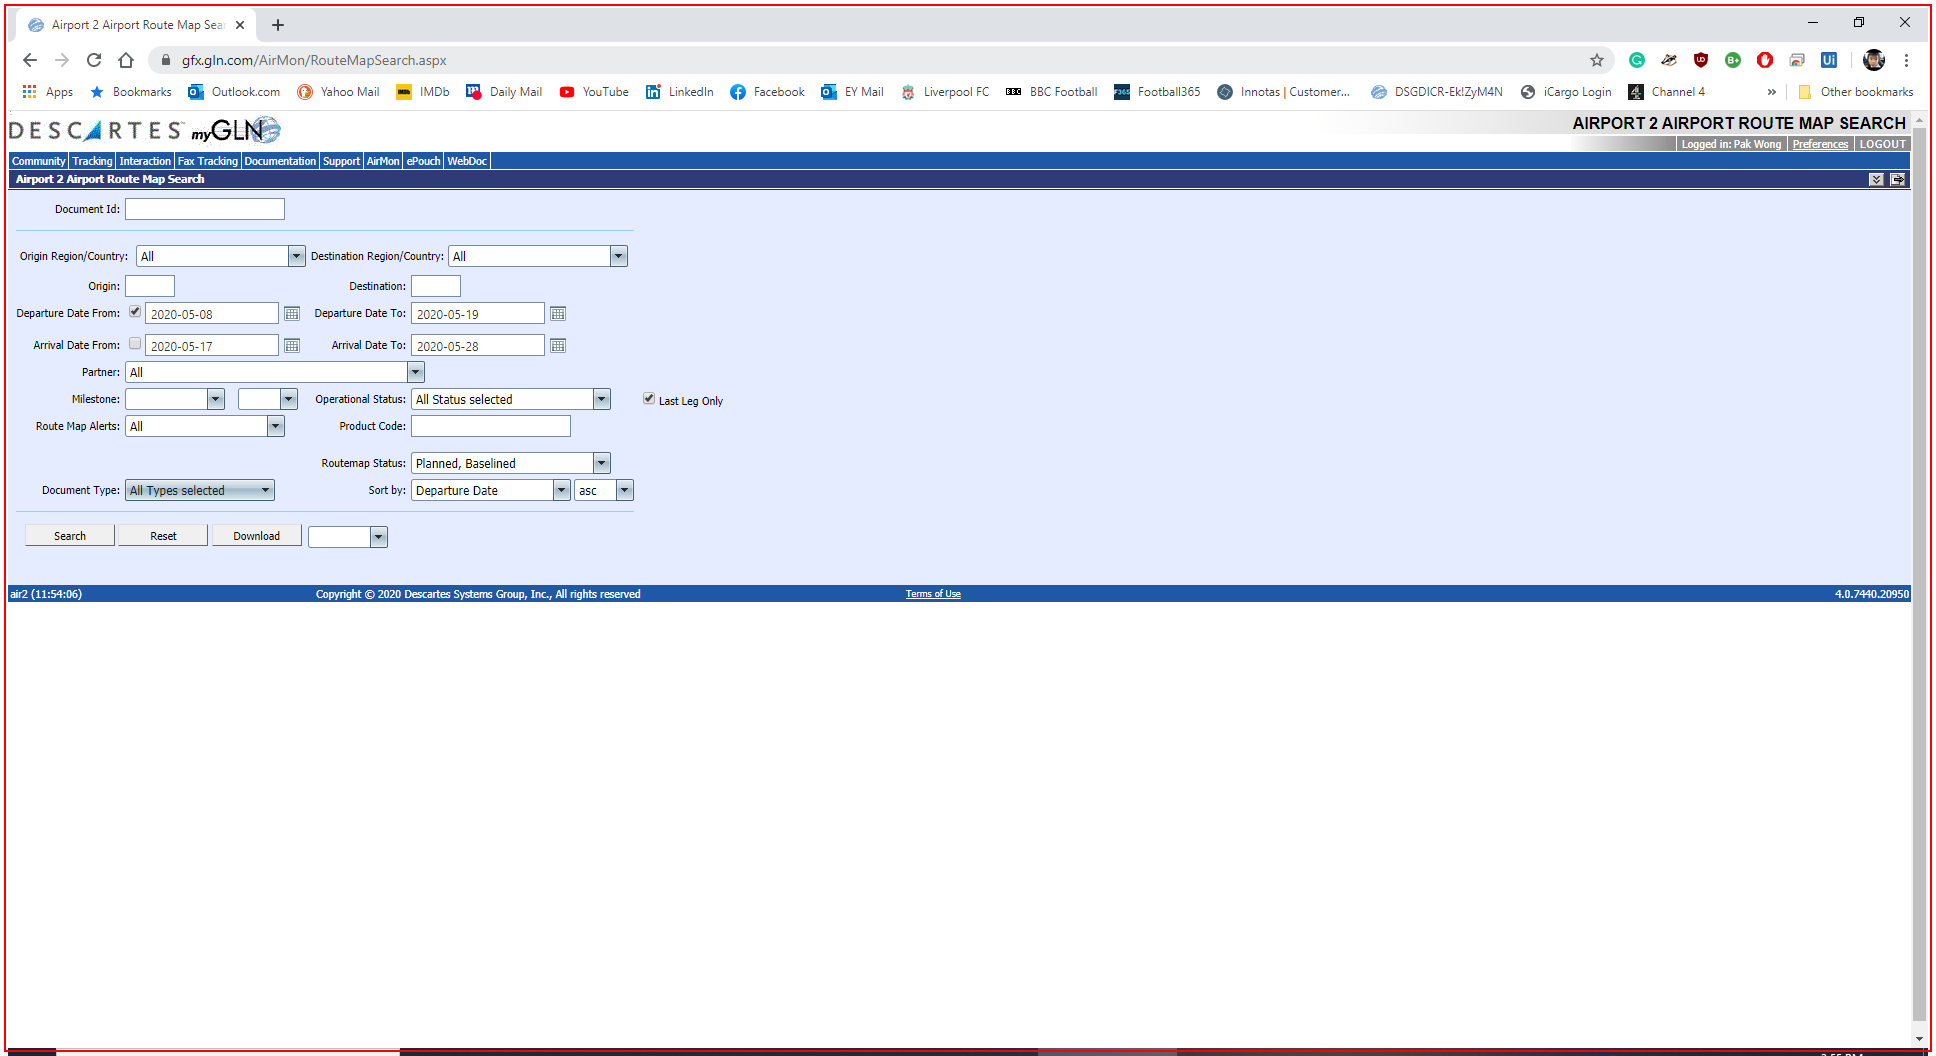 Airport 2 Airport Route Map Sear
gfx.gln.com/AirMon/RouteMapSearch.aspx
Apps Bookmarks Outlook.com Yahoo Mail IMDb Daily Mail YouTube LinkedIn Facebook EY Mail Liverpool FC BBC Football Football365 Innotas | Customer... DSGDICR-Ek!ZyM4N iCargo Login Channel 4 » Other bookmarks
DESCARTES myGLN AIRPORT 2 AIRPORT ROUTE MAP SEARCH
Logged in: Pak Wong Preferences LOGOUT
Community Tracking Interaction Fax Tracking Documentation Support AirMon ePouch WebDoc
Airport 2 Airport Route Map Search
Document Id:
Origin Region/Country: All Destination Region/Country: All
Origin: Destination:
Departure Date From: 2020-05-08 Departure Date To: 2020-05-19
Arrival Date From: 2020-05-17 Arrival Date To: 2020-05-28
Partner: All
Milestone: Operational Status: All Status selected Last Leg Only
Route Map Alerts: All Product Code:
Routemap Status: Planned, Baselined
Document Type: All Types selected Sort by: Departure Date asc
Search Reset Download
air2 (11:54:06) Copyright © 2020 Descartes Systems Group, Inc., All rights reserved Terms of Use 4.0.7440.20950